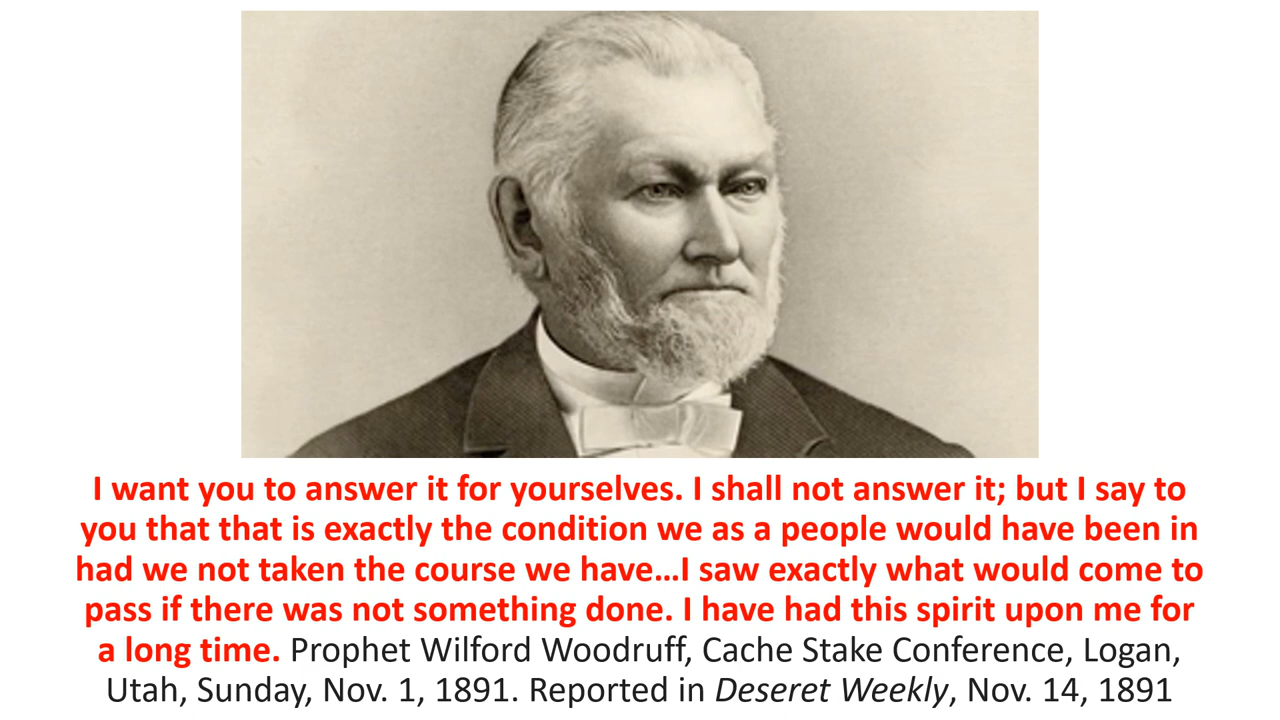 I want you to answer it for yourselves. I shall not answer it; but I say to
you that that is exactly the condition we as a people would have been in
had we not taken the course we have…I saw exactly what would come to
pass if there was not something done. I have had this spirit upon me for
a long time. Prophet Wilford Woodruff, Cache Stake Conference, Logan,
Utah, Sunday, Nov. 1, 1891. Reported in Deseret Weekly, Nov. 14, 1891